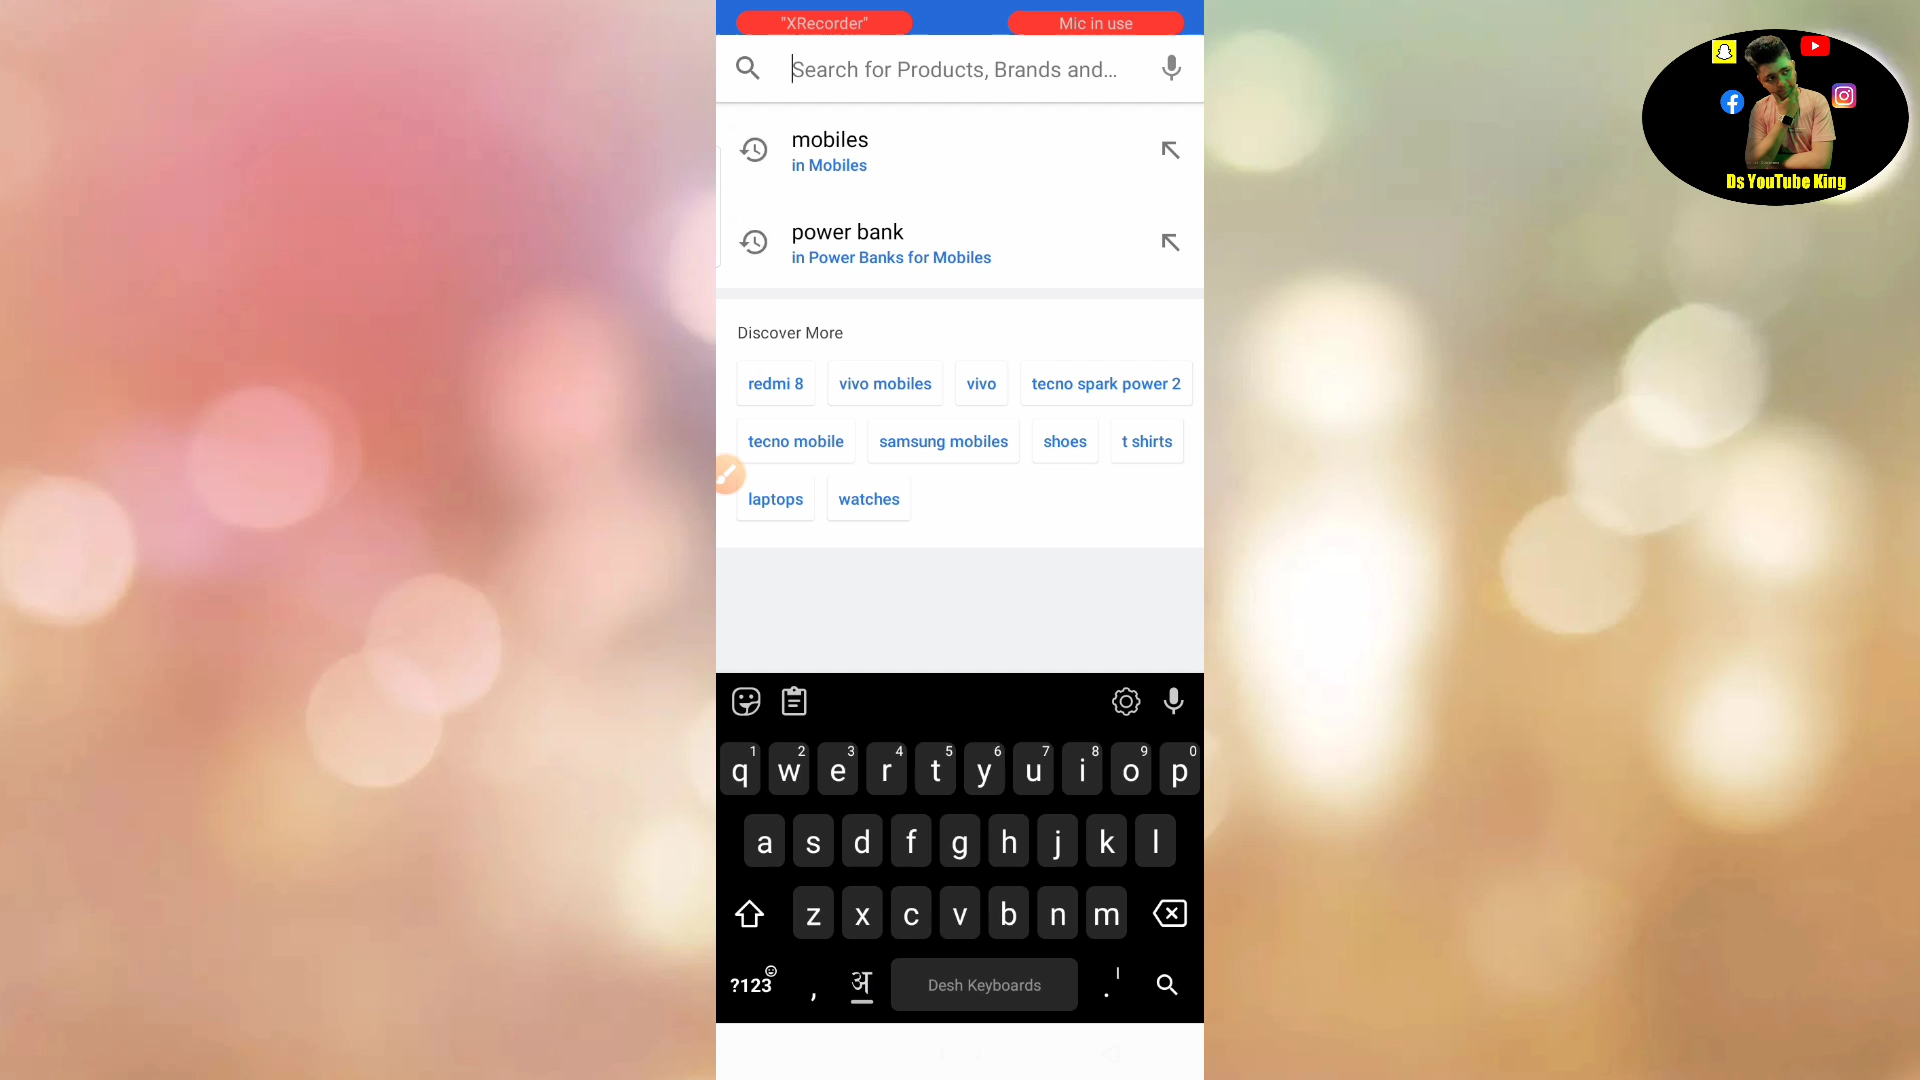 "XRecorder" Mic in use
Search for Products, Brands and...
mobiles
in Mobiles
power bank
in Power Banks for Mobiles
Discover More
redmi 8 vivo mobiles vivo tecno spark power 2
tecno mobile samsung mobiles shoes t shirts
laptops watches
1 2 3 4 5 6 7 8 9 0
q w e r t y u i o p
a s d f g h j k l
z x c v b n m
?123 , अ Desh Keyboards . ।
Ds YouTube King